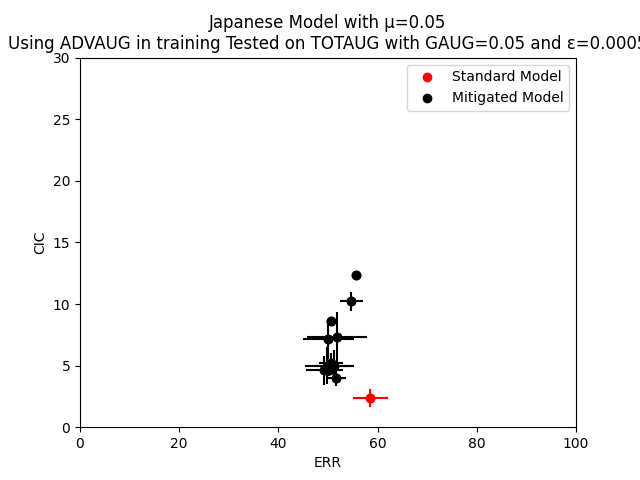 Japanese Model with μ=0.05
Using ADVAUG in training Tested on TOTAUG with GAUG=0.05 and ε=0.0005
30
25
20
15
10
5
0
CIC
Standard Model
Mitigated Model
0 20 40 60 80 100
ERR